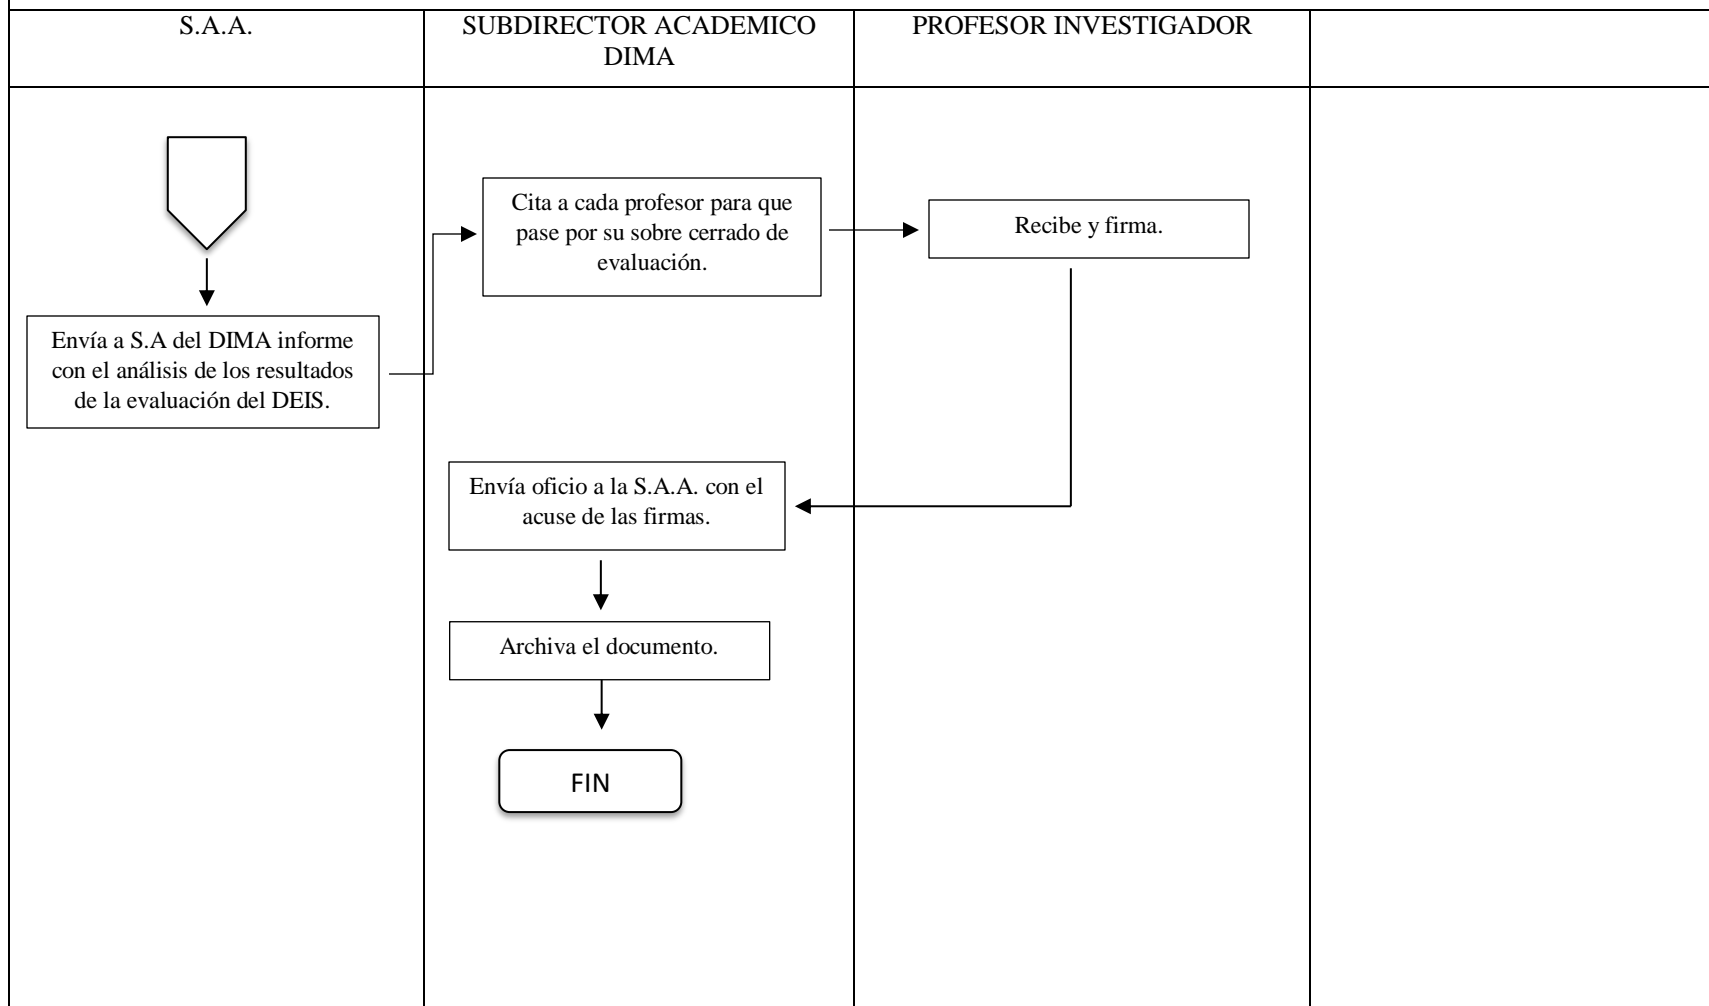 S.A.A.
SUBDIRECTOR ACADEMICO
DIMA
PROFESOR INVESTIGADOR
Cita a cada profesor para que
pase por su sobre cerrado de
evaluación.
Recibe y firma.
Envía a S.A del DIMA informe
con el análisis de los resultados
de la evaluación del DEIS.
Envía oficio a la S.A.A. con el
acuse de las firmas.
Archiva el documento.
FIN